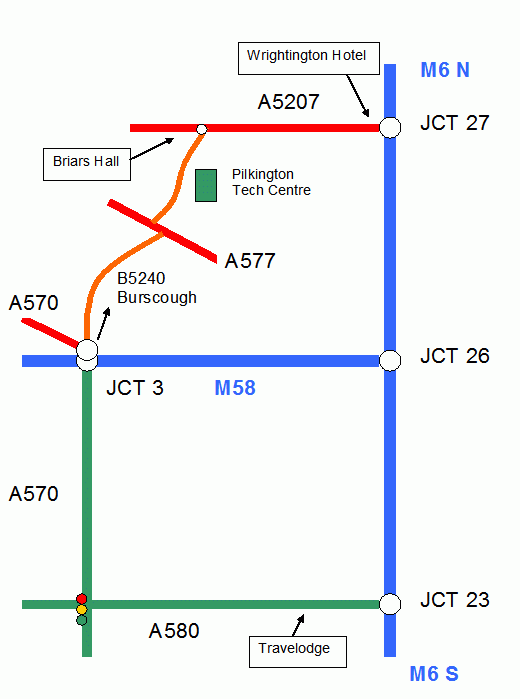 Wrightington Hotel
M6 N
A5207
JCT 27
Briars Hall
Pilkington
Tech Centre
A577
B5240
Burscough
A570
JCT 26
JCT 3
M58
A570
JCT 23
A580
Travelodge
M6 S